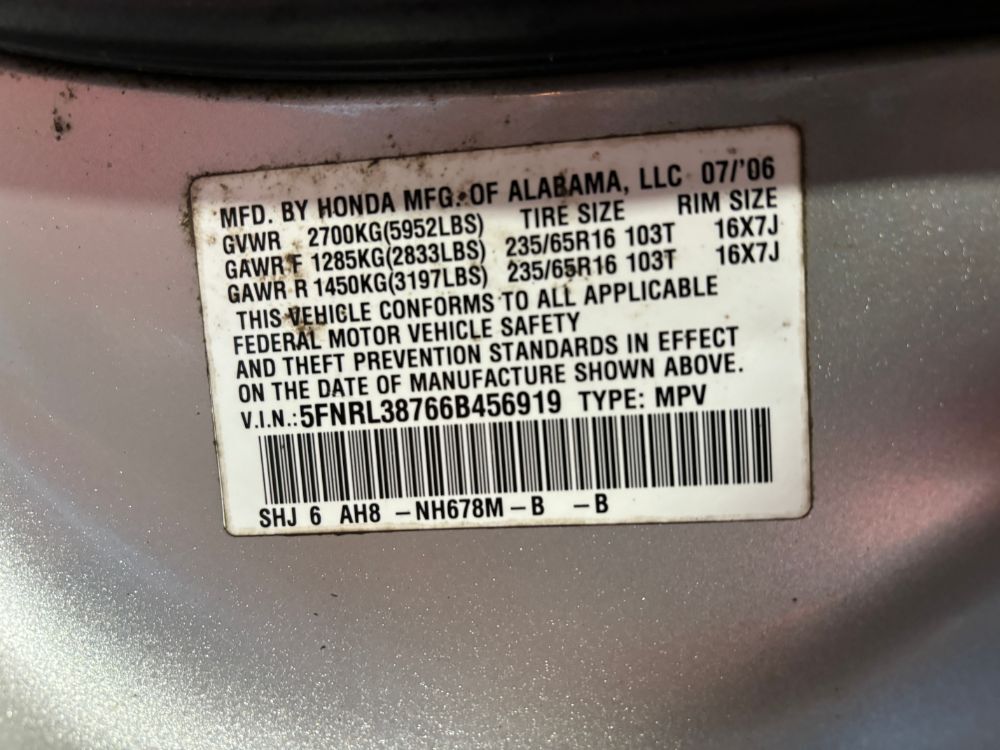 MFD. BY HONDA MFG. OF ALABAMA, LLC 07/'06
GVWR 2700KG(5952LBS) TIRE SIZE RIM SIZE
GAWR F 1285KG(2833LBS) 235/65R16 103T 16X7J
GAWR R 1450KG(3197LBS) 235/65R16 103T 16X7J
THIS VEHICLE CONFORMS TO ALL APPLICABLE
FEDERAL MOTOR VEHICLE SAFETY
AND THEFT PREVENTION STANDARDS IN EFFECT
ON THE DATE OF MANUFACTURE SHOWN ABOVE.
V.I.N.: 5FNRL38766B456919 TYPE: MPV
SHJ 6 AH8 -NH678M-B -B